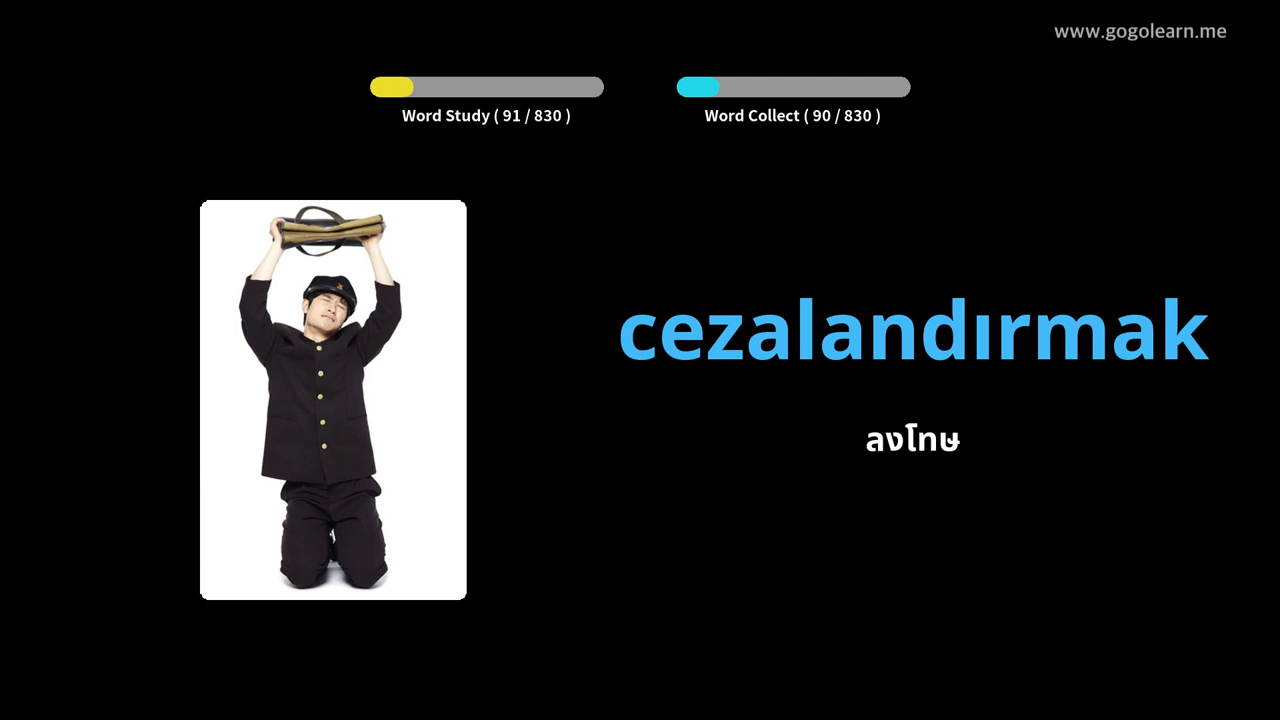 www.gogolearn.me
Word Study ( 91 / 830 )
Word Collect ( 90 / 830 )
cezalandırmak
ลงโทษ